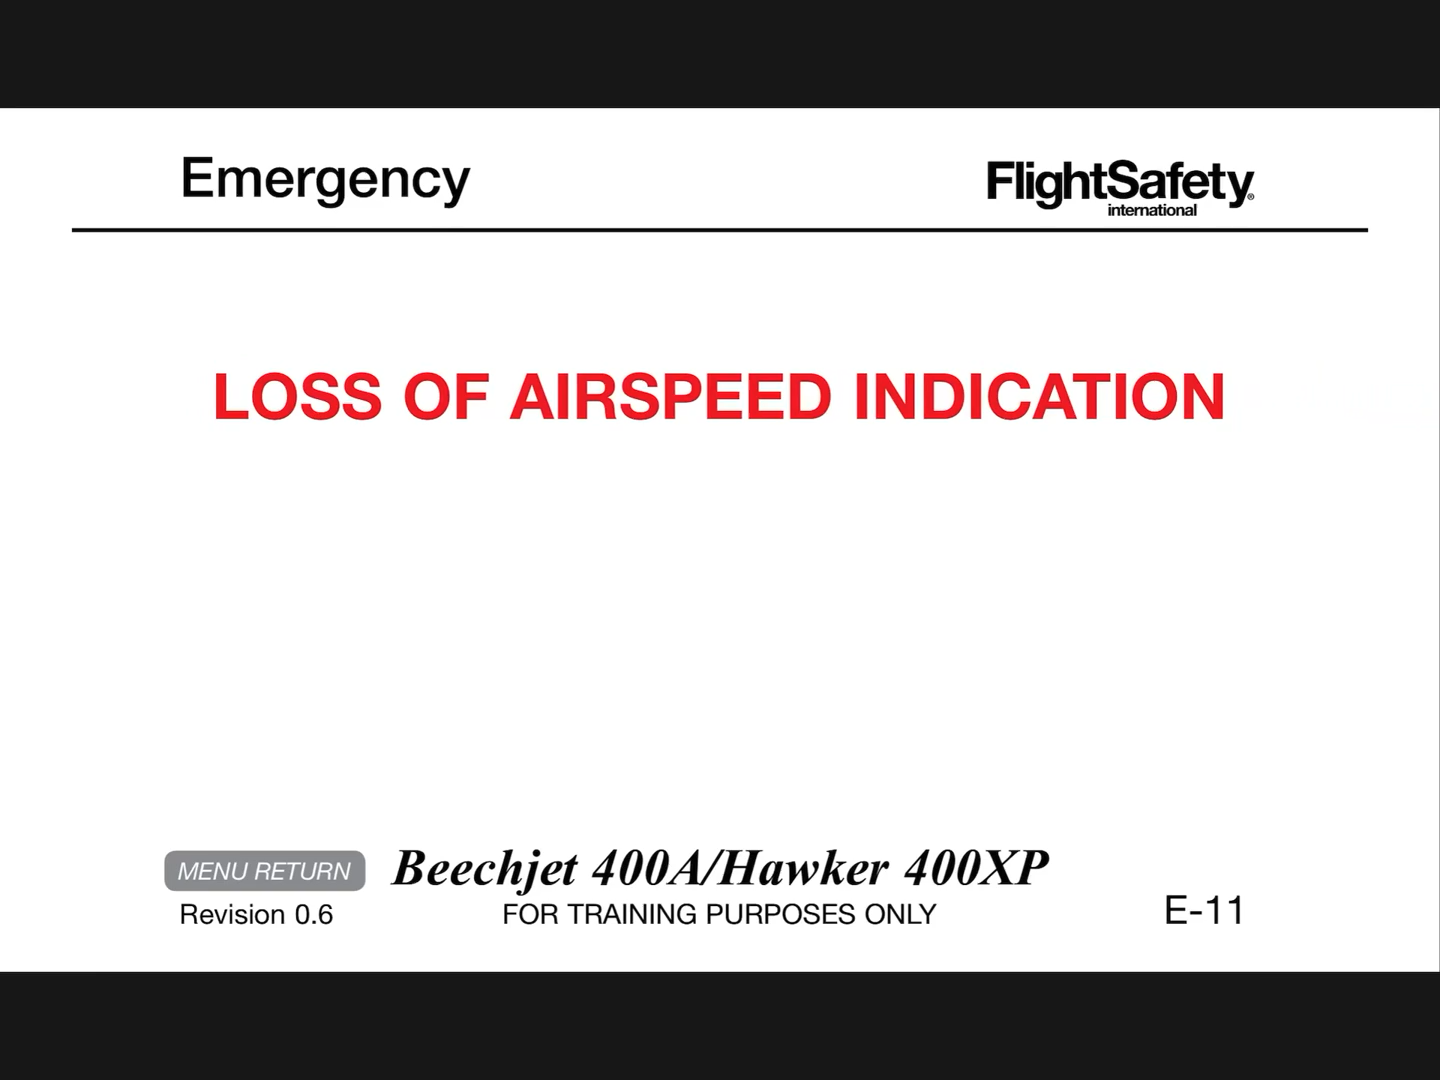 Emergency
FlightSafety®
international
LOSS OF AIRSPEED INDICATION
MENU RETURN
Beechjet 400A/Hawker 400XP
Revision 0.6
FOR TRAINING PURPOSES ONLY
E-11